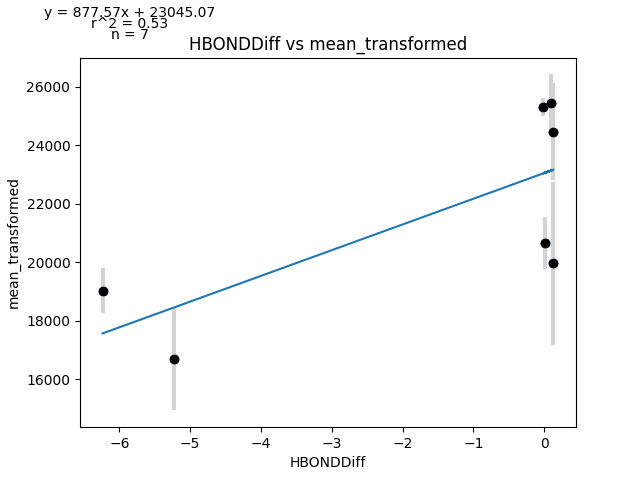 y = 877.57x + 23045.07
r^2 = 0.53
n = 7
HBONDDiff vs mean_transformed
26000
24000
22000
20000
18000
16000
mean_transformed
−6
−5
−4
−3
−2
−1
0
HBONDDiff